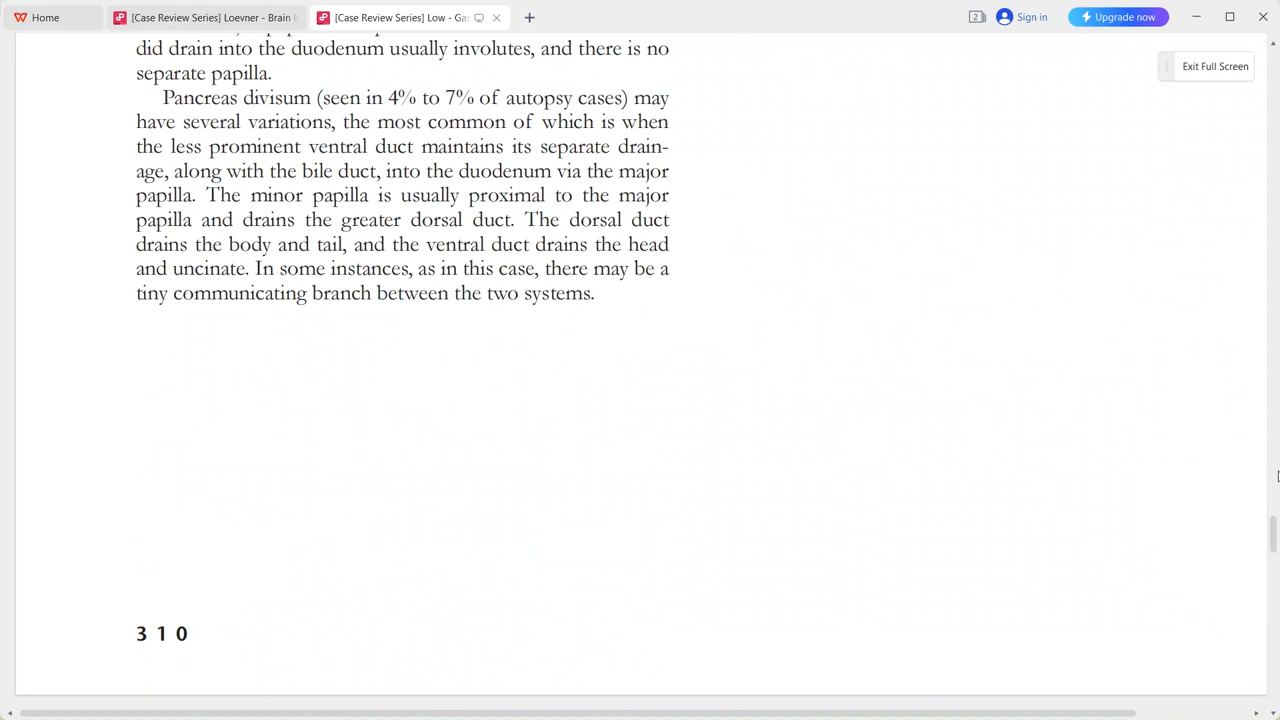 Home
[Case Review Series] Loevner - Brain
[Case Review Series] Low - Ga
2
Sign in
Upgrade now
Exit Full Screen
did drain into the duodenum usually involutes, and there is no
separate papilla.
Pancreas divisum (seen in 4% to 7% of autopsy cases) may
have several variations, the most common of which is when
the less prominent ventral duct maintains its separate drain-
age, along with the bile duct, into the duodenum via the major
papilla. The minor papilla is usually proximal to the major
papilla and drains the greater dorsal duct. The dorsal duct
drains the body and tail, and the ventral duct drains the head
and uncinate. In some instances, as in this case, there may be a
tiny communicating branch between the two systems.
3 1 0